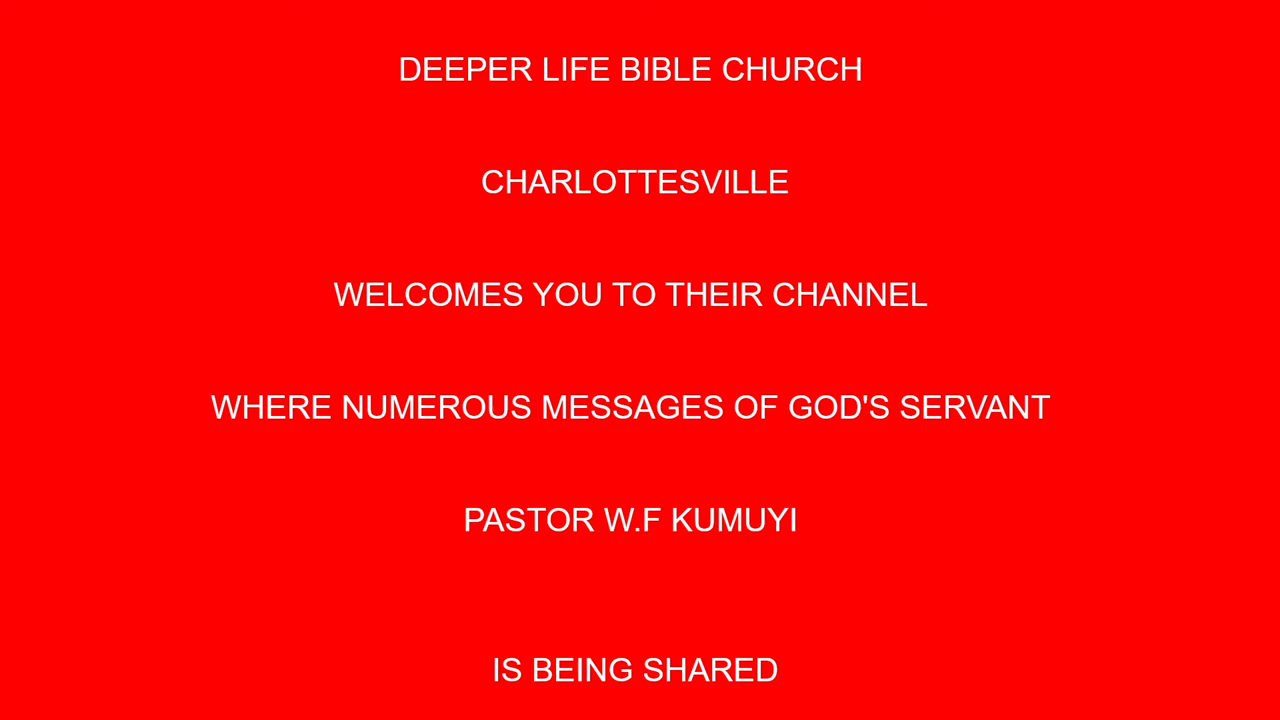 DEEPER LIFE BIBLE CHURCH
CHARLOTTESVILLE
WELCOMES YOU TO THEIR CHANNEL
WHERE NUMEROUS MESSAGES OF GOD'S SERVANT
PASTOR W.F KUMUYI
IS BEING SHARED